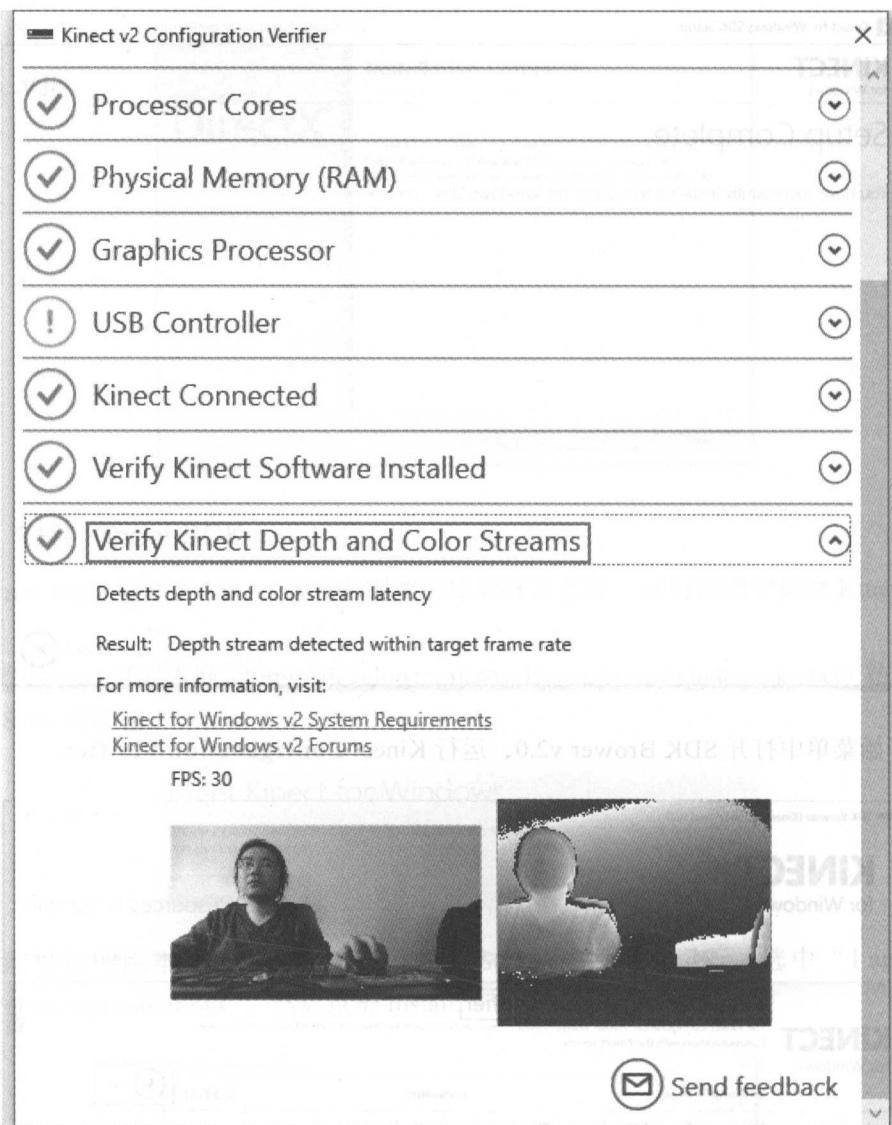 Kinect v2 Configuration Verifier
Processor Cores
Physical Memory (RAM)
Graphics Processor
USB Controller
Kinect Connected
Verify Kinect Software Installed
Verify Kinect Depth and Color Streams
Detects depth and color stream latency
Result: Depth stream detected within target frame rate
For more information, visit:
Kinect for Windows v2 System Requirements
Kinect for Windows v2 Forums
FPS: 30
Send feedback